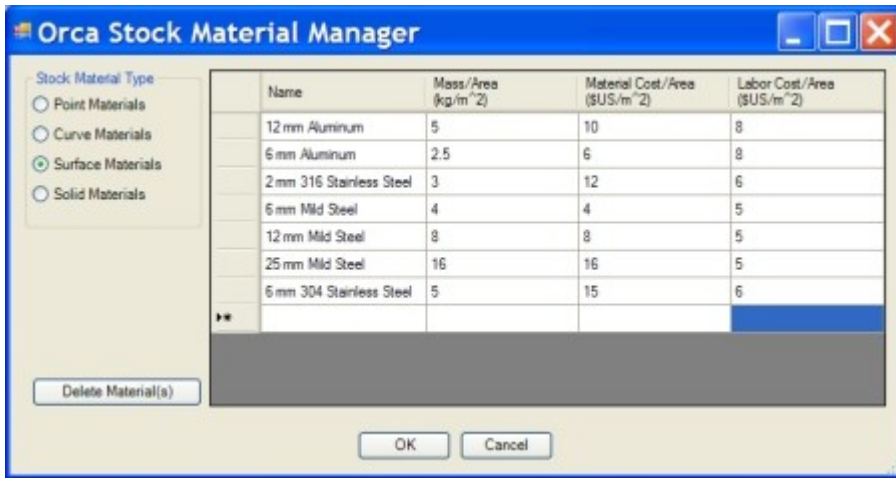 Orca Stock Material Manager
Stock Material Type
Point Materials
Curve Materials
Surface Materials
Solid Materials
Delete Material(s)
Name Mass/Area (kg/m^2) Material Cost/Area ($US/m^2) Labor Cost/Area ($US/m^2)
12 mm Aluminum 5 10 8
6 mm Aluminum 2.5 6 8
2 mm 316 Stainless Steel 3 12 6
6 mm Mild Steel 4 4 5
12 mm Mild Steel 8 8 5
25 mm Mild Steel 16 16 5
6 mm 304 Stainless Steel 5 15 6
OK Cancel